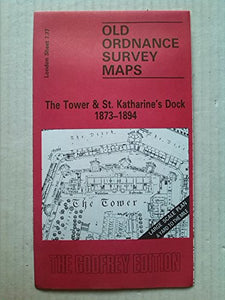 London Sheet 7.77
OLD
ORDNANCE
SURVEY
MAPS
The Tower & St. Katharine's Dock
1873–1894
The Tower
LARGE SCALE PLAN
THE GODFREY EDITION